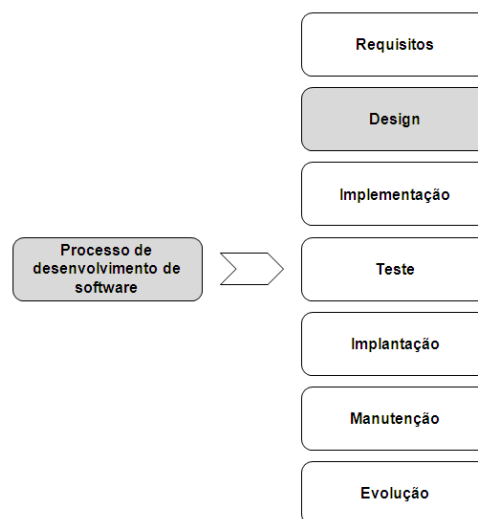 Requisitos
Design
Implementação
Processo de
desenvolvimento de
software
Teste
Implantação
Manutenção
Evolução